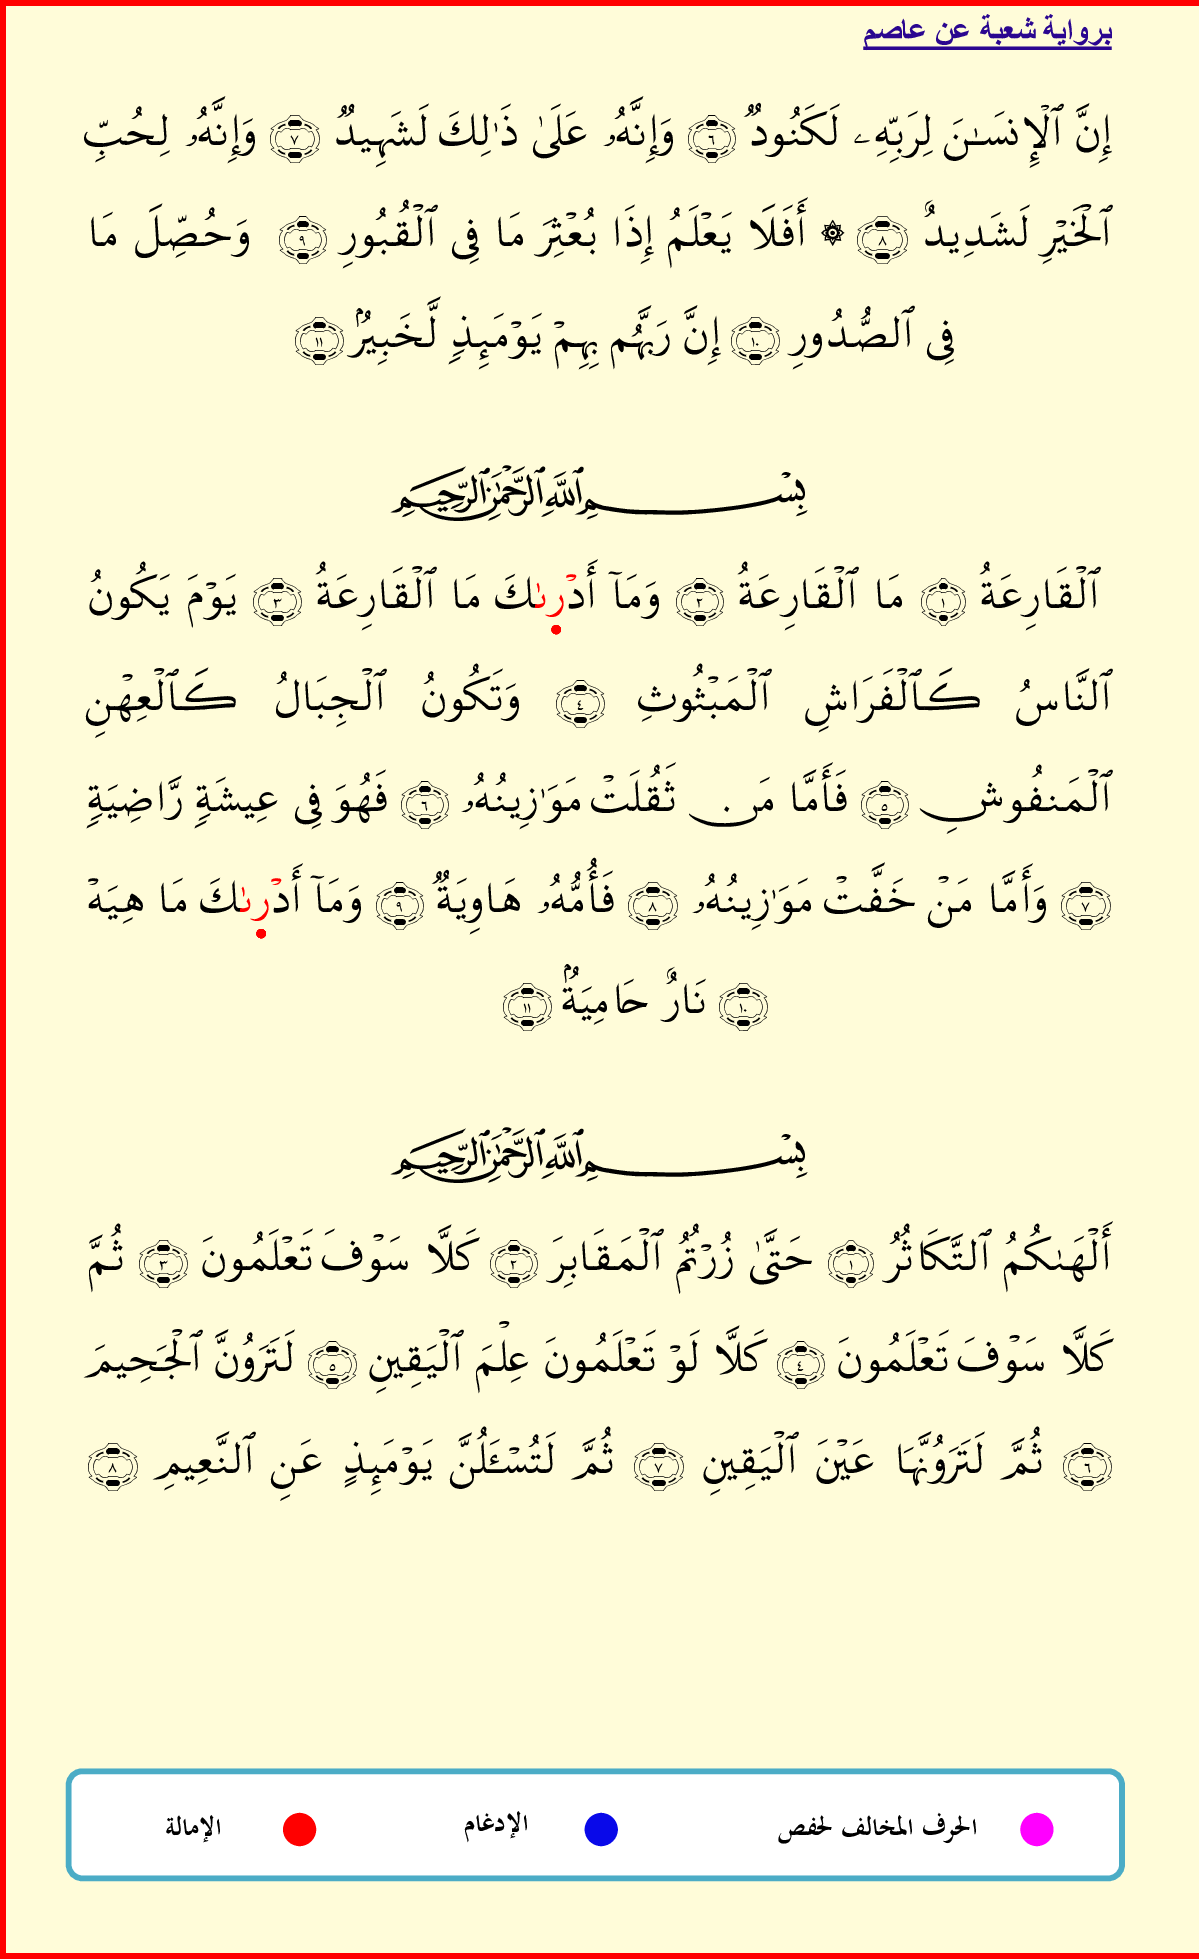 برواية شعبة عن عاصم
إِنَّ ٱلْإِنسَـٰنَ لِرَبِّهِۦ لَكَنُودٌ ٦ وَإِنَّهُۥ عَلَىٰ ذَٰلِكَ لَشَهِيدٌ ٧ وَإِنَّهُۥ لِحُبِّ
ٱلْخَيْرِ لَشَدِيدٌ ٨ ۞ أَفَلَا يَعْلَمُ إِذَا بُعْثِرَ مَا فِى ٱلْقُبُورِ ٩ وَحُصِّلَ مَا
فِى ٱلصُّدُورِ ١٠ إِنَّ رَبَّهُم بِهِمْ يَوْمَئِذٍ لَّخَبِيرٌۢ ١١
بِسْمِ ٱللَّهِ ٱلرَّحْمَـٰنِ ٱلرَّحِيمِ
ٱلْقَارِعَةُ ١ مَا ٱلْقَارِعَةُ ٢ وَمَآ أَدْرىٰكَ مَا ٱلْقَارِعَةُ ٣ يَوْمَ يَكُونُ
ٱلنَّاسُ كَٱلْفَرَاشِ ٱلْمَبْثُوثِ ٤ وَتَكُونُ ٱلْجِبَالُ كَٱلْعِهْنِ
ٱلْمَنفُوشِ ٥ فَأَمَّا مَن ثَقُلَتْ مَوَٰزِينُهُۥ ٦ فَهُوَ فِى عِيشَةٍ رَّاضِيَةٍ
٧ وَأَمَّا مَنْ خَفَّتْ مَوَٰزِينُهُۥ ٨ فَأُمُّهُۥ هَاوِيَةٌ ٩ وَمَآ أَدْرىٰكَ مَا هِيَهْ
١٠ نَارٌ حَامِيَةٌۢ ١١
بِسْمِ ٱللَّهِ ٱلرَّحْمَـٰنِ ٱلرَّحِيمِ
أَلْهَىٰكُمُ ٱلتَّكَاثُرُ ١ حَتَّىٰ زُرْتُمُ ٱلْمَقَابِرَ ٢ كَلَّا سَوْفَ تَعْلَمُونَ ٣ ثُمَّ
كَلَّا سَوْفَ تَعْلَمُونَ ٤ كَلَّا لَوْ تَعْلَمُونَ عِلْمَ ٱلْيَقِينِ ٥ لَتَرَوُنَّ ٱلْجَحِيمَ
٦ ثُمَّ لَتَرَوُنَّهَا عَيْنَ ٱلْيَقِينِ ٧ ثُمَّ لَتُسْـَٔلُنَّ يَوْمَئِذٍ عَنِ ٱلنَّعِيمِ ٨
الحرف المخالف لحفص الإدغام الإمالة